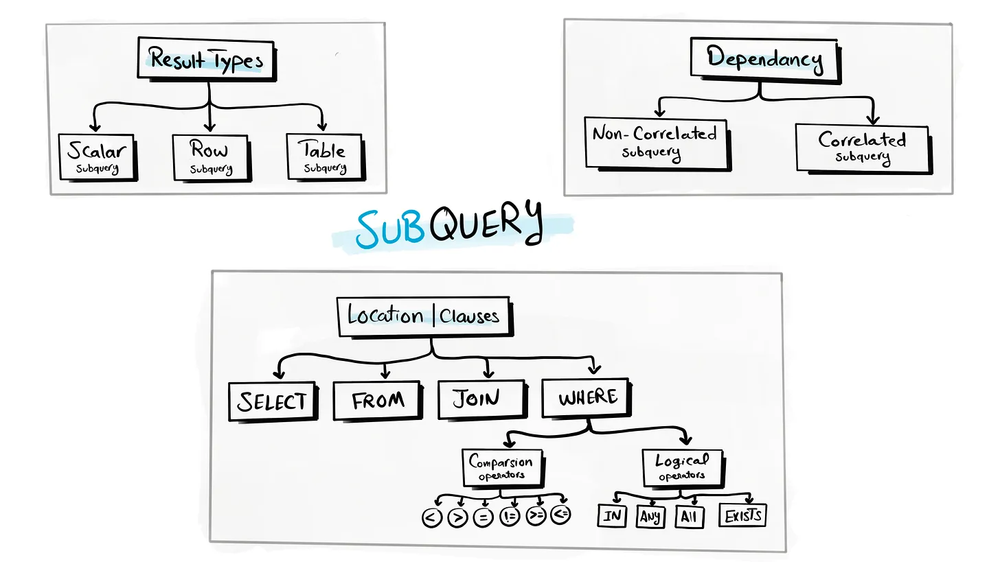 Result Types
Scalar
subquery
Row
subquery
Table
subquery
Dependancy
Non-Correlated
subquery
Correlated
subquery
SUBQUERY
Location | Clauses
SELECT
FROM
JOIN
WHERE
Comparsion
operators
Logical
operators
<
>
=
!=
>=
<=
IN
Any
All
EXISTS